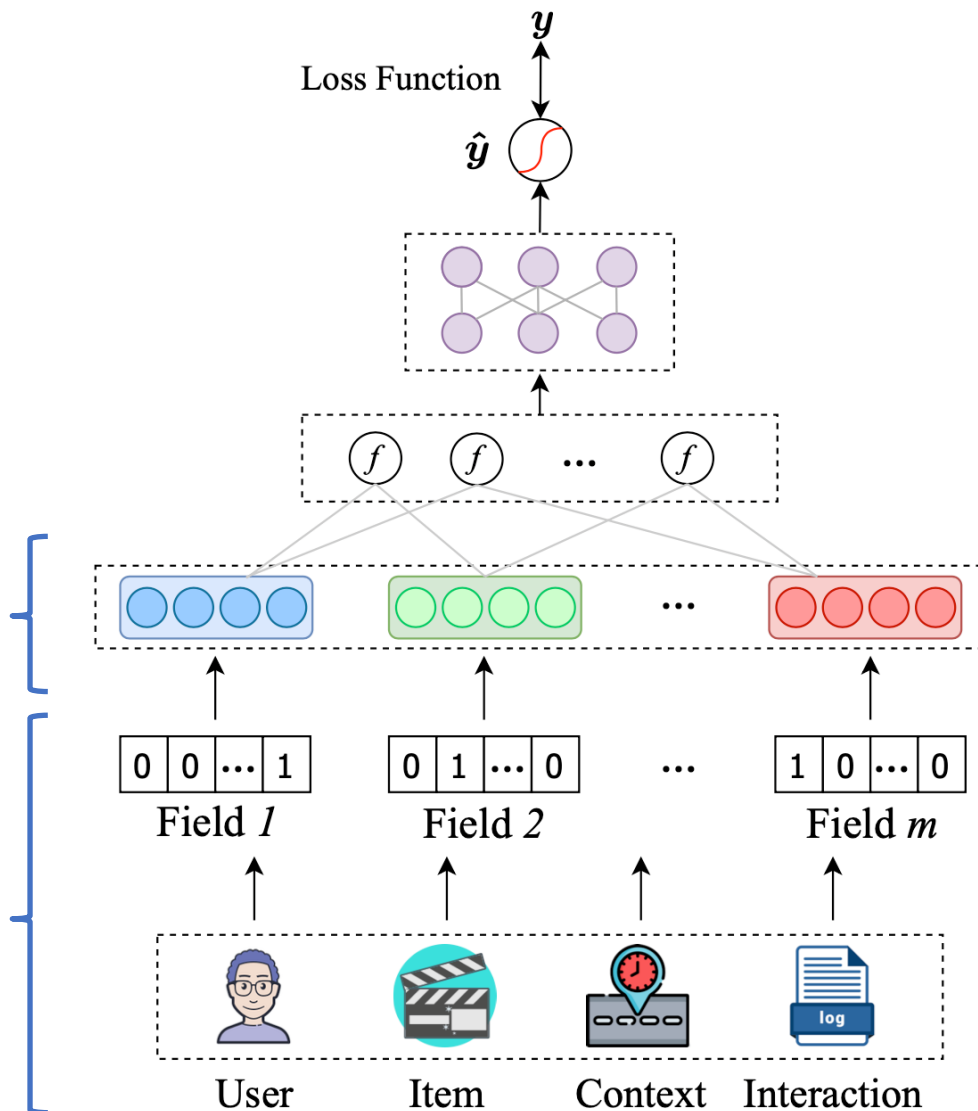 y
Loss Function
ŷ
f f ... f
...
0 0 ... 1 0 1 ... 0 ... 1 0 ... 0
Field 1 Field 2 Field m
log
User Item Context Interaction